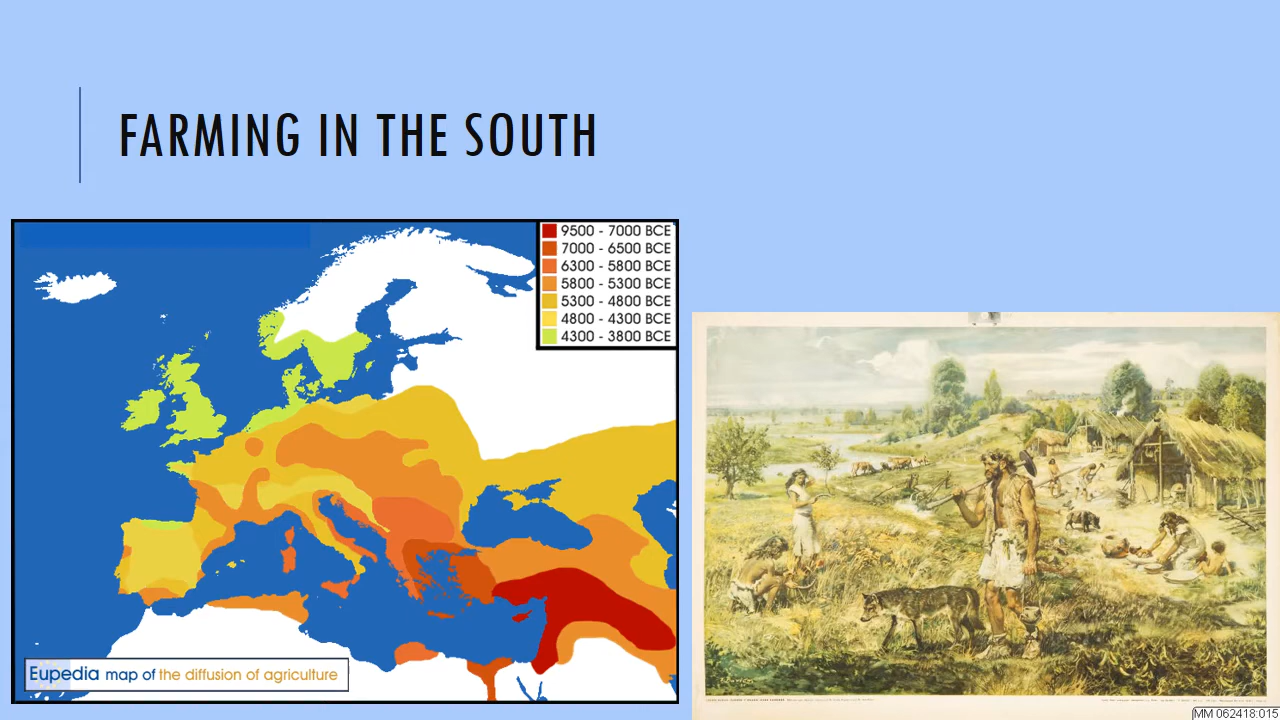 FARMING IN THE SOUTH
9500 - 7000 BCE
7000 - 6500 BCE
6300 - 5800 BCE
5800 - 5300 BCE
5300 - 4800 BCE
4800 - 4300 BCE
4300 - 3800 BCE
Eupedia map of the diffusion of agriculture
MM 062418:015